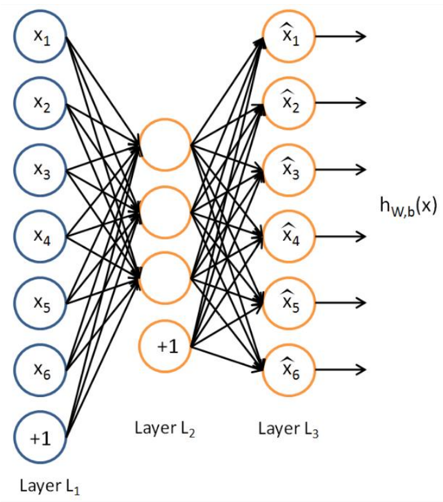 x₁
x₂
x₃
x₄
x₅
x₆
+1
Layer L₁
+1
Layer L₂
x̂₁
x̂₂
x̂₃
x̂₄
x̂₅
x̂₆
Layer L₃
h_W,b(x)